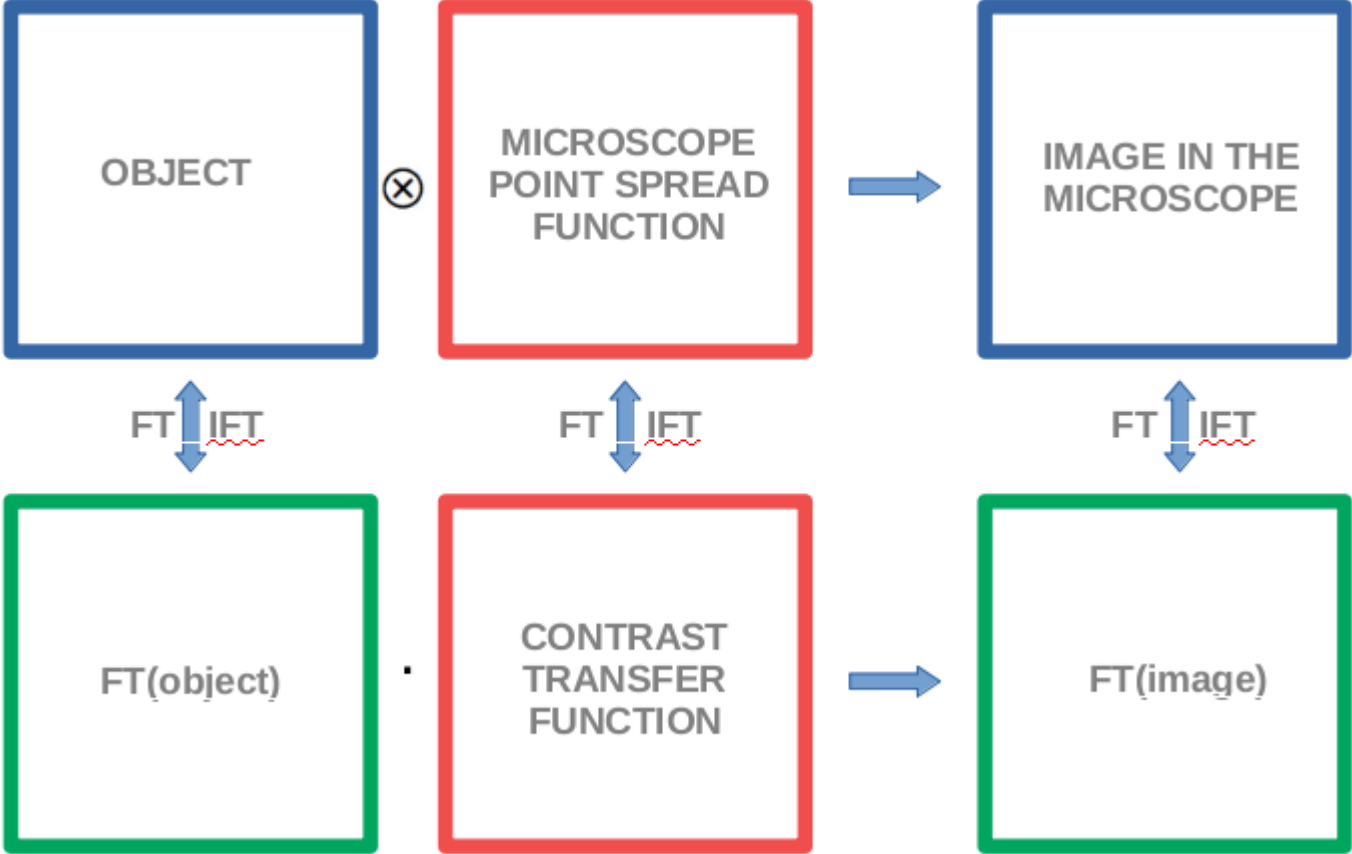 OBJECT
⊗
MICROSCOPE
POINT SPREAD
FUNCTION
IMAGE IN THE
MICROSCOPE
FT IFT
FT IFT
FT IFT
FT(object)
·
CONTRAST
TRANSFER
FUNCTION
FT(image)